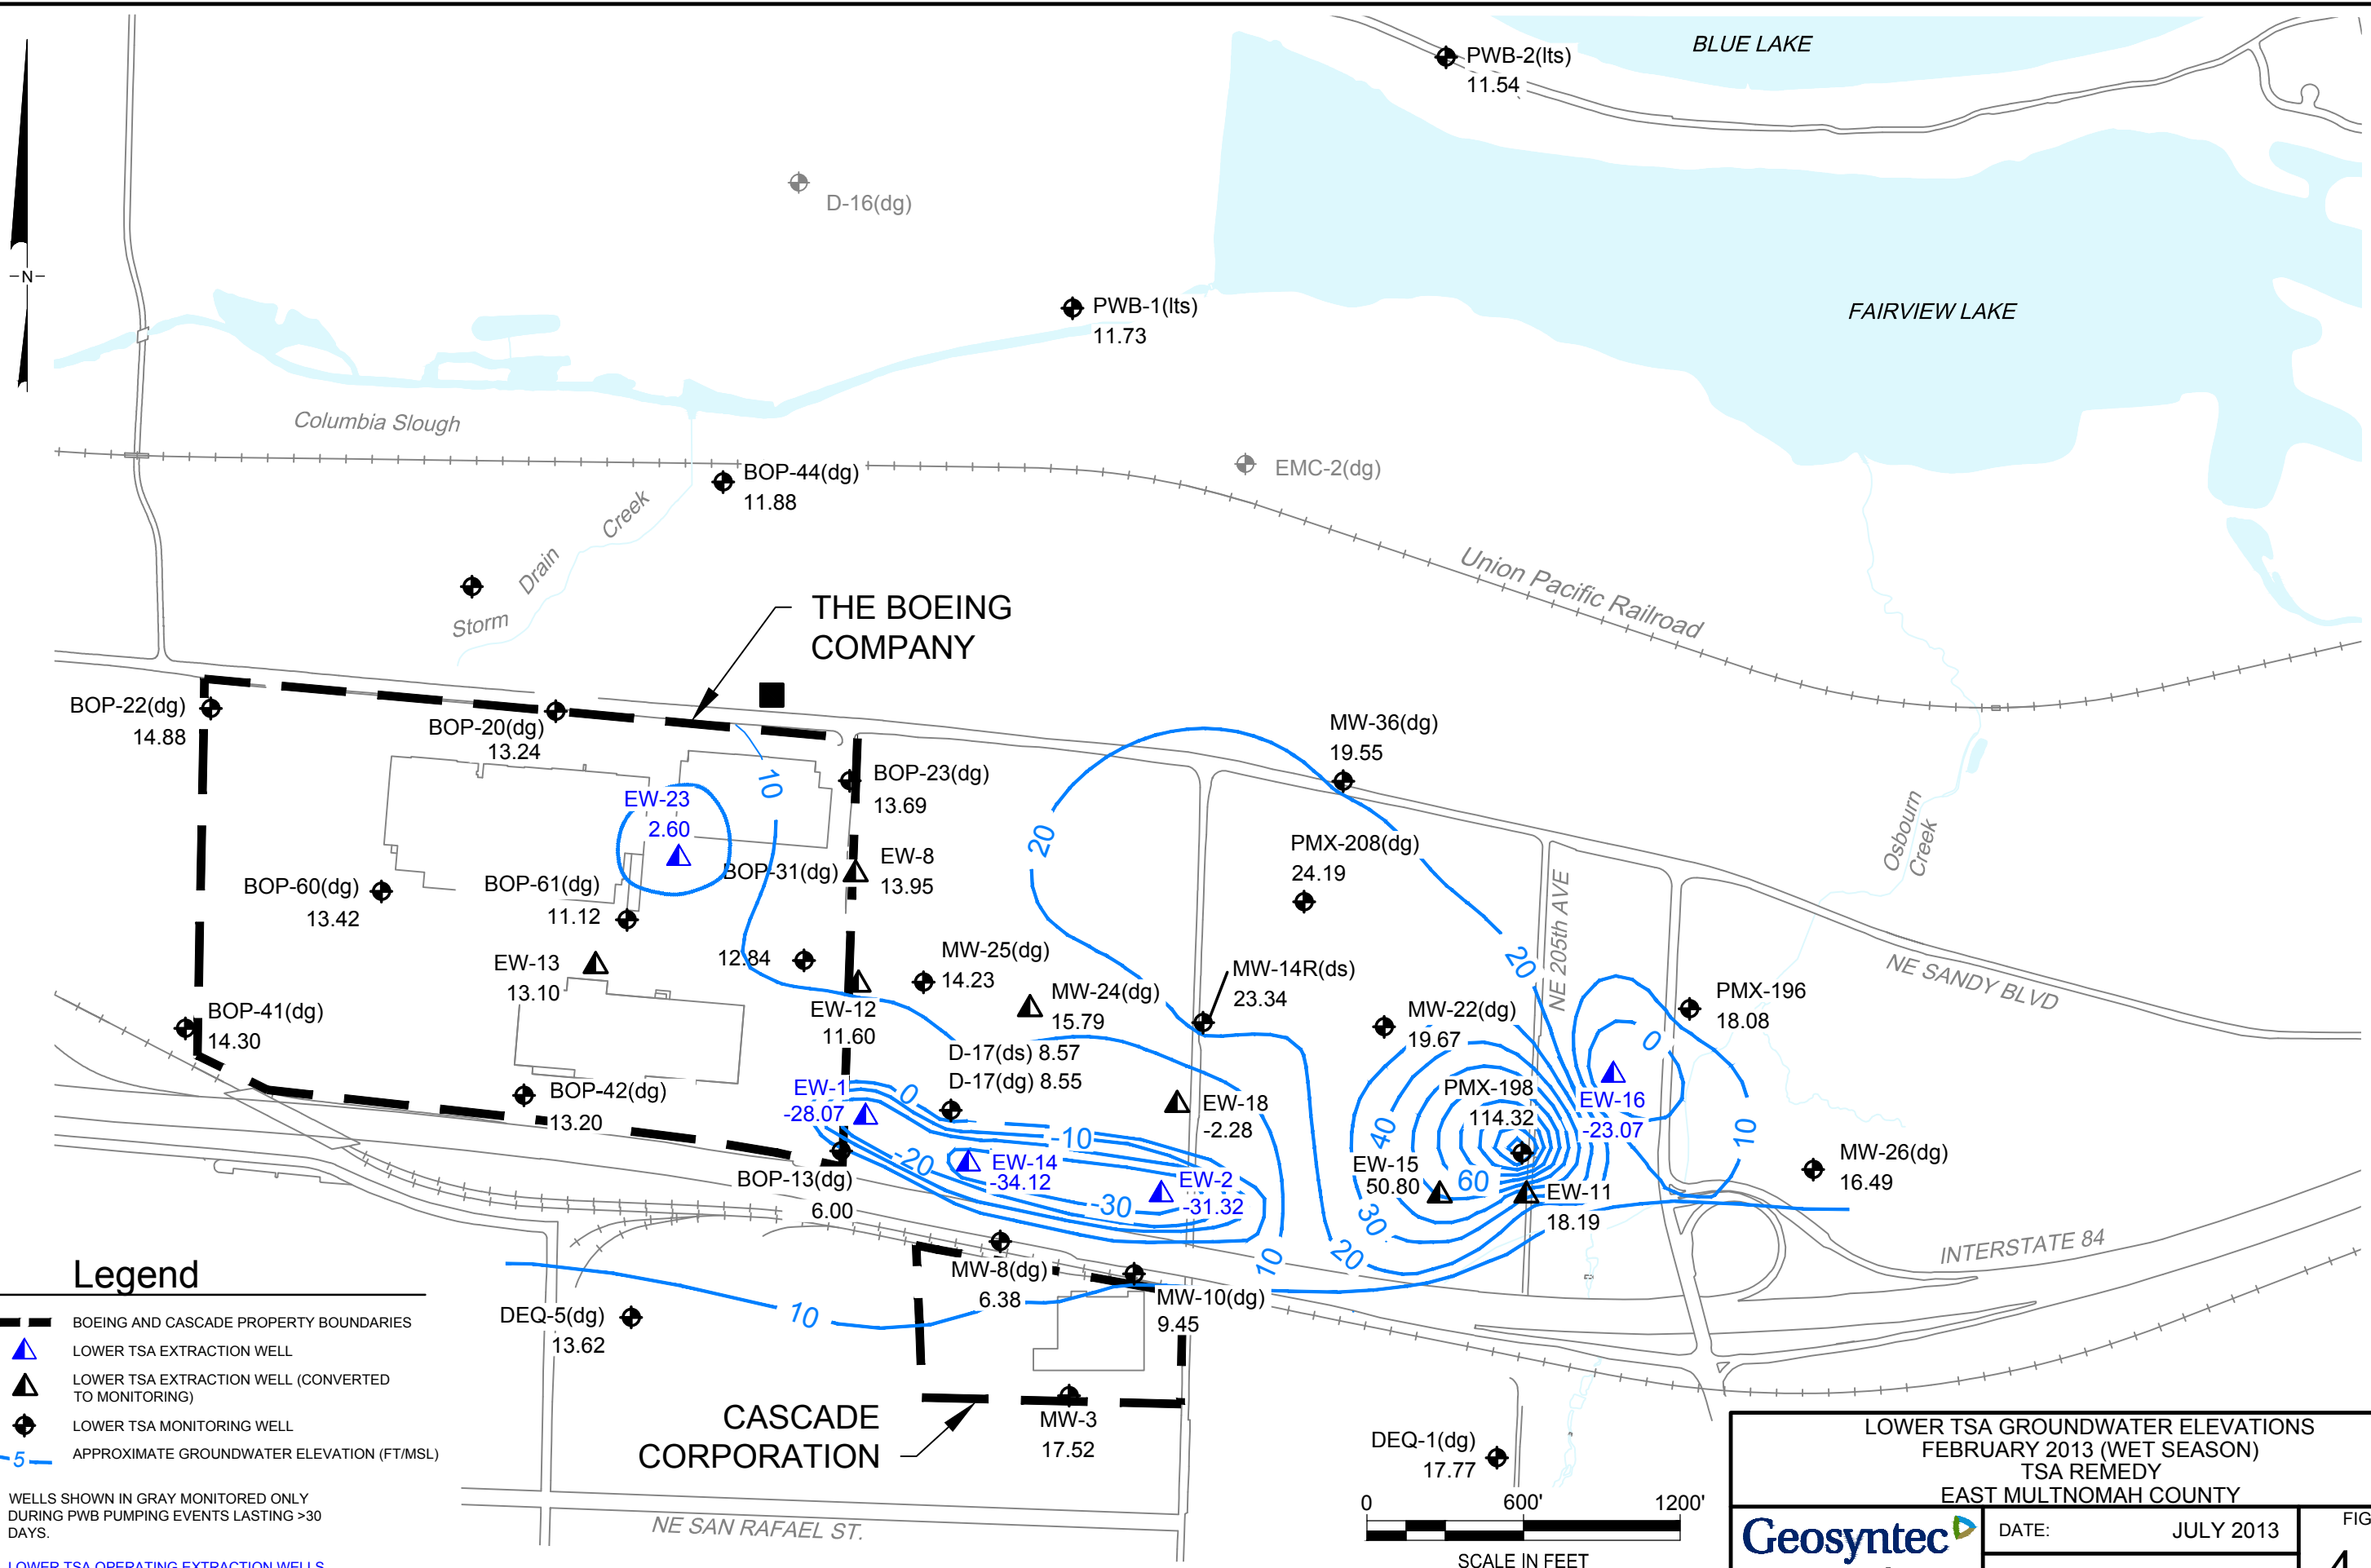 BLUE LAKE
PWB-2(lts)
11.54
D-16(dg)
-N-
PWB-1(lts)
11.73
FAIRVIEW LAKE
Columbia Slough
BOP-44(dg)
11.88
EMC-2(dg)
Storm Drain Creek
Union Pacific Railroad
THE BOEING
COMPANY
BOP-22(dg)
14.88
BOP-20(dg)
13.24
10
MW-36(dg)
19.55
BOP-23(dg)
13.69
EW-23
2.60
20
PMX-208(dg)
24.19
Osbourn
Creek
BOP-31(dg)
EW-8
13.95
BOP-60(dg)
13.42
BOP-61(dg)
11.12
NE 205th AVE
EW-13
13.10
12.84
MW-25(dg)
14.23
MW-24(dg)
15.79
MW-14R(ds)
23.34
20
NE SANDY BLVD
PMX-196
18.08
BOP-41(dg)
14.30
EW-12
11.60
MW-22(dg)
19.67
0
D-17(ds) 8.57
D-17(dg) 8.55
BOP-42(dg)
13.20
EW-1
-28.07
0
EW-18
-2.28
PMX-198
114.32
EW-16
-23.07
10
-10
40
-20
EW-14
-34.12
EW-2
-31.32
-30
EW-15
50.80
60
EW-11
18.19
MW-26(dg)
16.49
BOP-13(dg)
6.00
30
20
10
INTERSTATE 84
MW-8(dg)
6.38
MW-10(dg)
9.45
10
DEQ-5(dg)
13.62
Legend
BOEING AND CASCADE PROPERTY BOUNDARIES
LOWER TSA EXTRACTION WELL
LOWER TSA EXTRACTION WELL (CONVERTED
TO MONITORING)
LOWER TSA MONITORING WELL
5
APPROXIMATE GROUNDWATER ELEVATION (FT/MSL)
WELLS SHOWN IN GRAY MONITORED ONLY
DURING PWB PUMPING EVENTS LASTING >30
DAYS.
LOWER TSA OPERATING EXTRACTION WELLS
CASCADE
CORPORATION
MW-3
17.52
DEQ-1(dg)
17.77
NE SAN RAFAEL ST.
0 600' 1200'
SCALE IN FEET
LOWER TSA GROUNDWATER ELEVATIONS
FEBRUARY 2013 (WET SEASON)
TSA REMEDY
EAST MULTNOMAH COUNTY
Geosyntec
DATE: JULY 2013
FIG
4